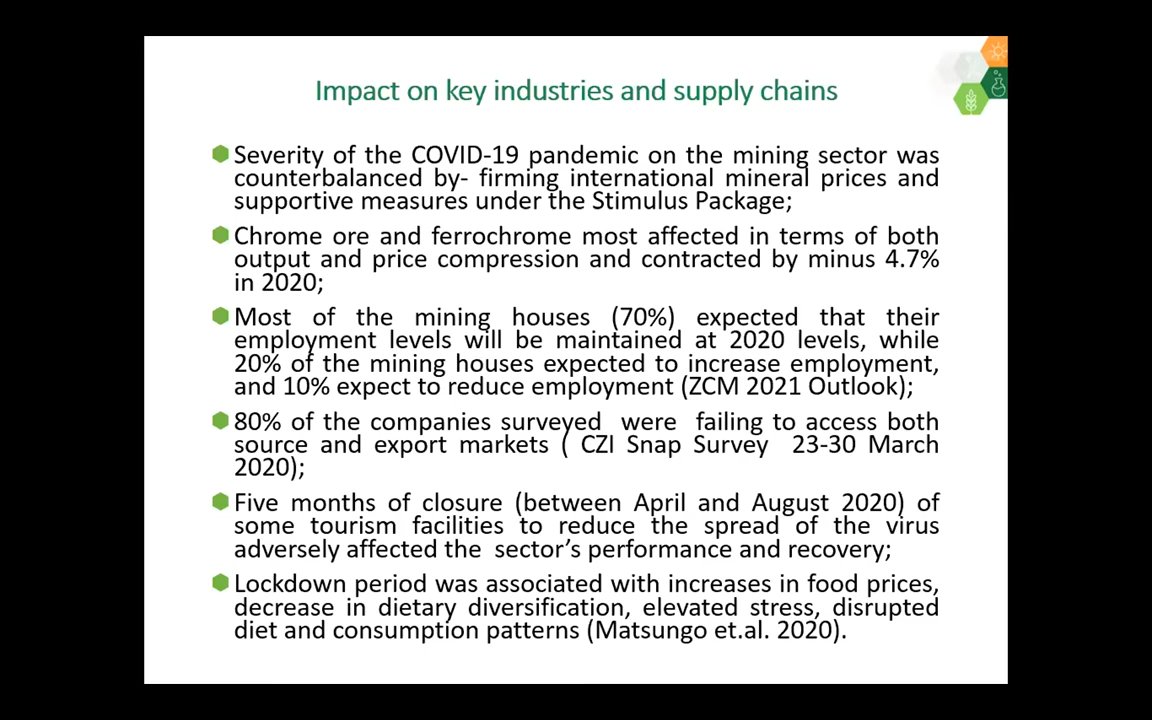 Impact on key industries and supply chains
Severity of the COVID-19 pandemic on the mining sector was
counterbalanced by- firming international mineral prices and
supportive measures under the Stimulus Package;
Chrome ore and ferrochrome most affected in terms of both
output and price compression and contracted by minus 4.7%
in 2020;
Most of the mining houses (70%) expected that their
employment levels will be maintained at 2020 levels, while
20% of the mining houses expected to increase employment,
and 10% expect to reduce employment (ZCM 2021 Outlook);
80% of the companies surveyed were failing to access both
source and export markets ( CZI Snap Survey 23-30 March
2020);
Five months of closure (between April and August 2020) of
some tourism facilities to reduce the spread of the virus
adversely affected the sector’s performance and recovery;
Lockdown period was associated with increases in food prices,
decrease in dietary diversification, elevated stress, disrupted
diet and consumption patterns (Matsungo et.al. 2020).